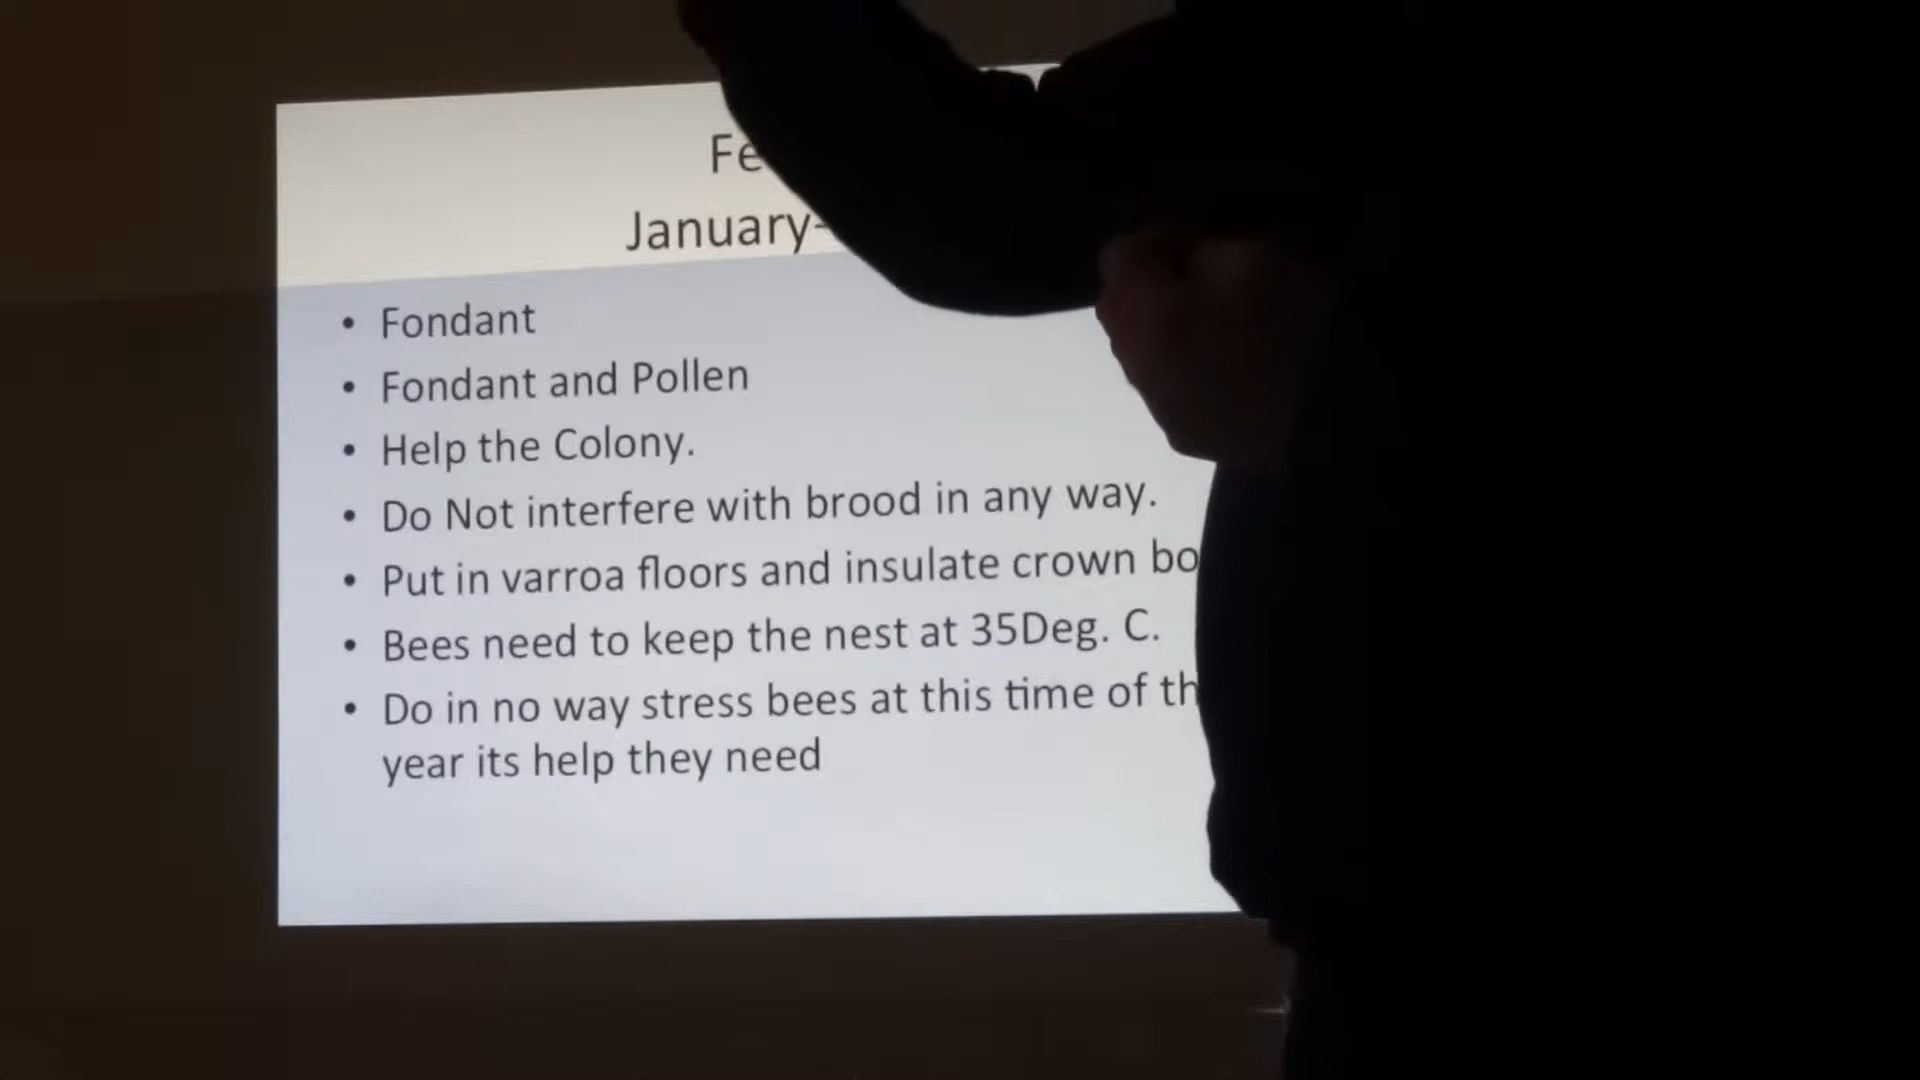 Fe
January-
• Fondant
• Fondant and Pollen
• Help the Colony.
• Do Not interfere with brood in any way.
• Put in varroa floors and insulate crown bo
• Bees need to keep the nest at 35Deg. C.
• Do in no way stress bees at this time of th
year its help they need